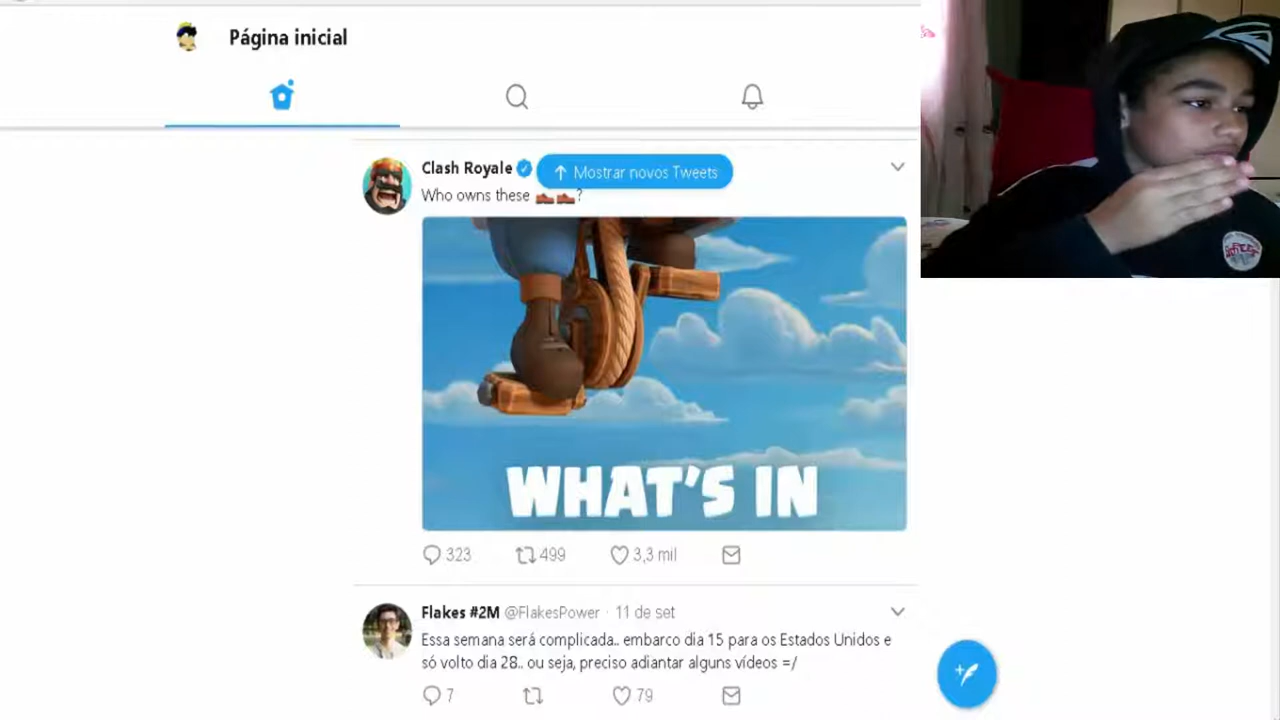 Página inicial
Clash Royale
Mostrar novos Tweets
Who owns these 👞👞?
WHAT'S IN
323 499 3,3 mil
Flakes #2M @FlakesPower · 11 de set
Essa semana será complicada.. embarco dia 15 para os Estados Unidos e
só volto dia 28.. ou seja, preciso adiantar alguns vídeos =/
7 79